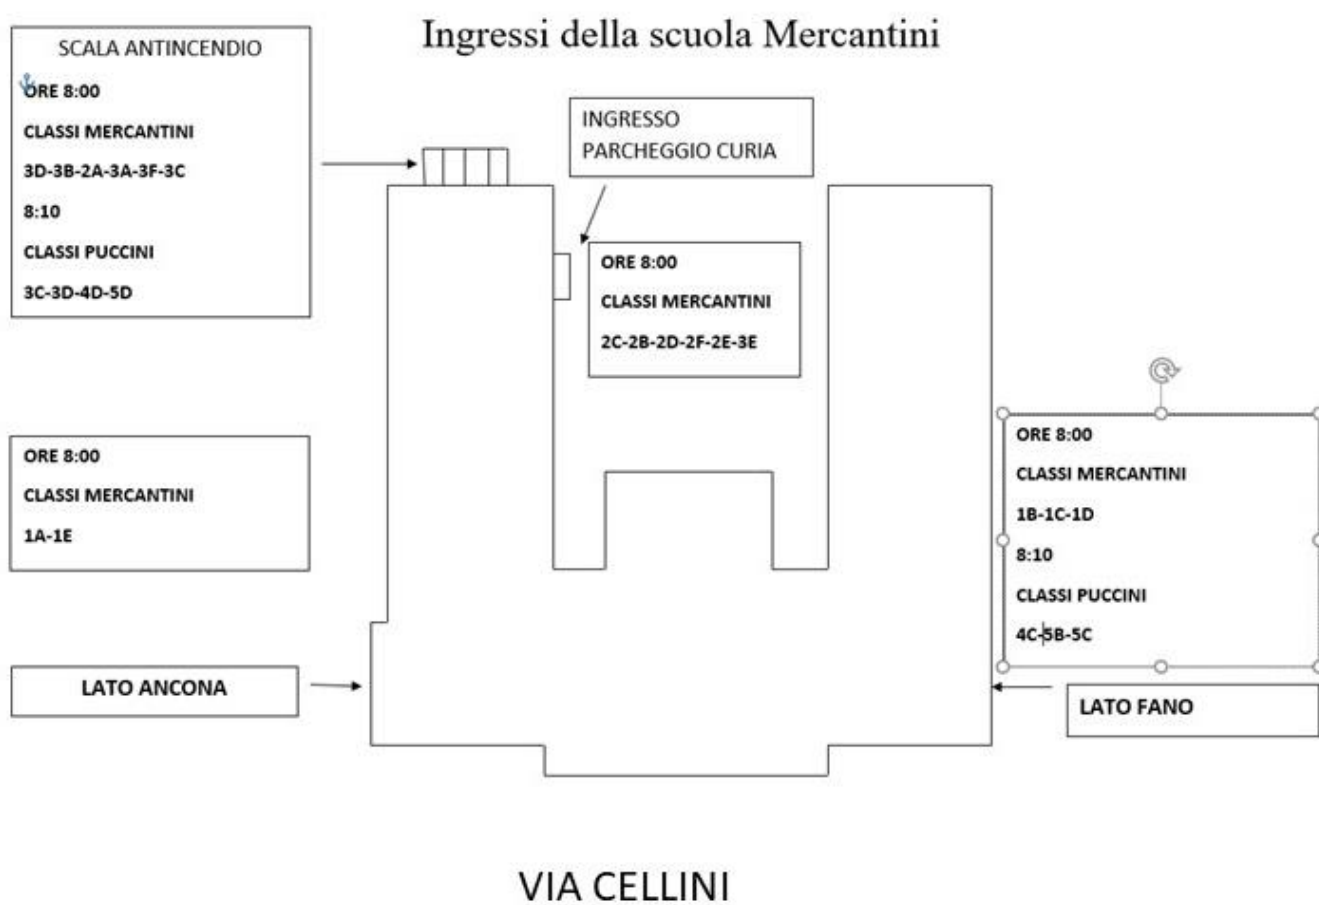 Ingressi della scuola Mercantini
SCALA ANTINCENDIO
ORE 8:00
CLASSI MERCANTINI
3D-3B-2A-3A-3F-3C
8:10
CLASSI PUCCINI
3C-3D-4D-5D
INGRESSO
PARCHEGGIO CURIA
ORE 8:00
CLASSI MERCANTINI
2C-2B-2D-2F-2E-3E
ORE 8:00
CLASSI MERCANTINI
1A-1E
ORE 8:00
CLASSI MERCANTINI
1B-1C-1D
8:10
CLASSI PUCCINI
4C-5B-5C
LATO ANCONA
LATO FANO
VIA CELLINI